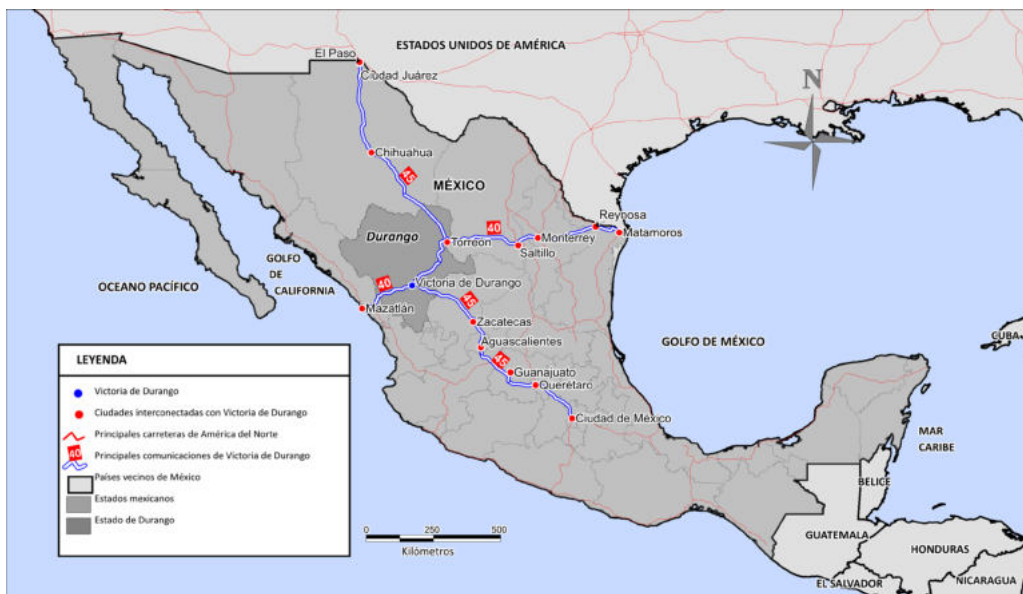 ESTADOS UNIDOS DE AMÉRICA
N
El Paso
Ciudad Juárez
Chihuahua
45
MÉXICO
Durango
Torreón
40
Saltillo
Monterrey
Reynosa
Matamoros
GOLFO
DE
CALIFORNIA
OCEANO PACÍFICO
40
Victoria de Durango
Mazatlán
45
Zacatecas
Aguascalientes
45
Guanajuato
Querétaro
Ciudad de México
GOLFO DE MÉXICO
CUBA
MAR
CARIBE
BELICE
GUATEMALA
HONDURAS
EL SALVADOR
NICARAGUA
LEYENDA
Victoria de Durango
Ciudades interconectadas con Victoria de Durango
Principales carreteras de América del Norte
40
Principales comunicaciones de Victoria de Durango
Países vecinos de México
Estados mexicanos
Estado de Durango
0 250 500
Kilómetros